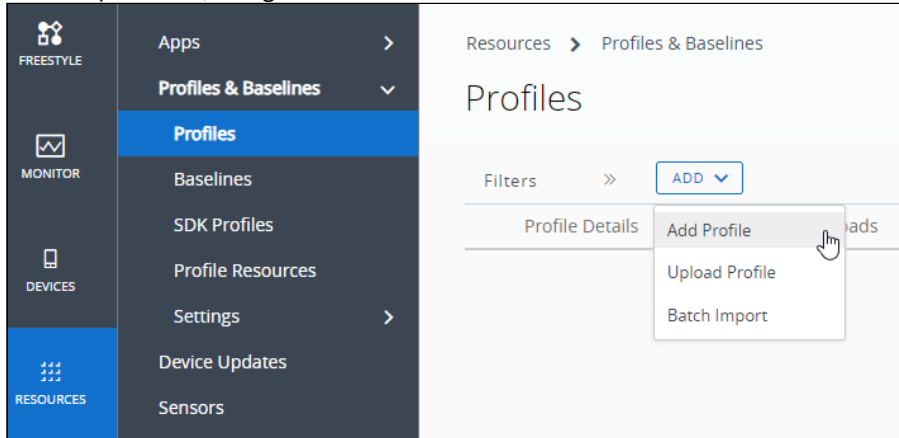 FREESTYLE
MONITOR
DEVICES
RESOURCES
Apps
Profiles & Baselines
Profiles
Baselines
SDK Profiles
Profile Resources
Settings
Device Updates
Sensors
Resources > Profiles & Baselines
Profiles
Filters » ADD
Profile Details
Add Profile
Upload Profile
Batch Import